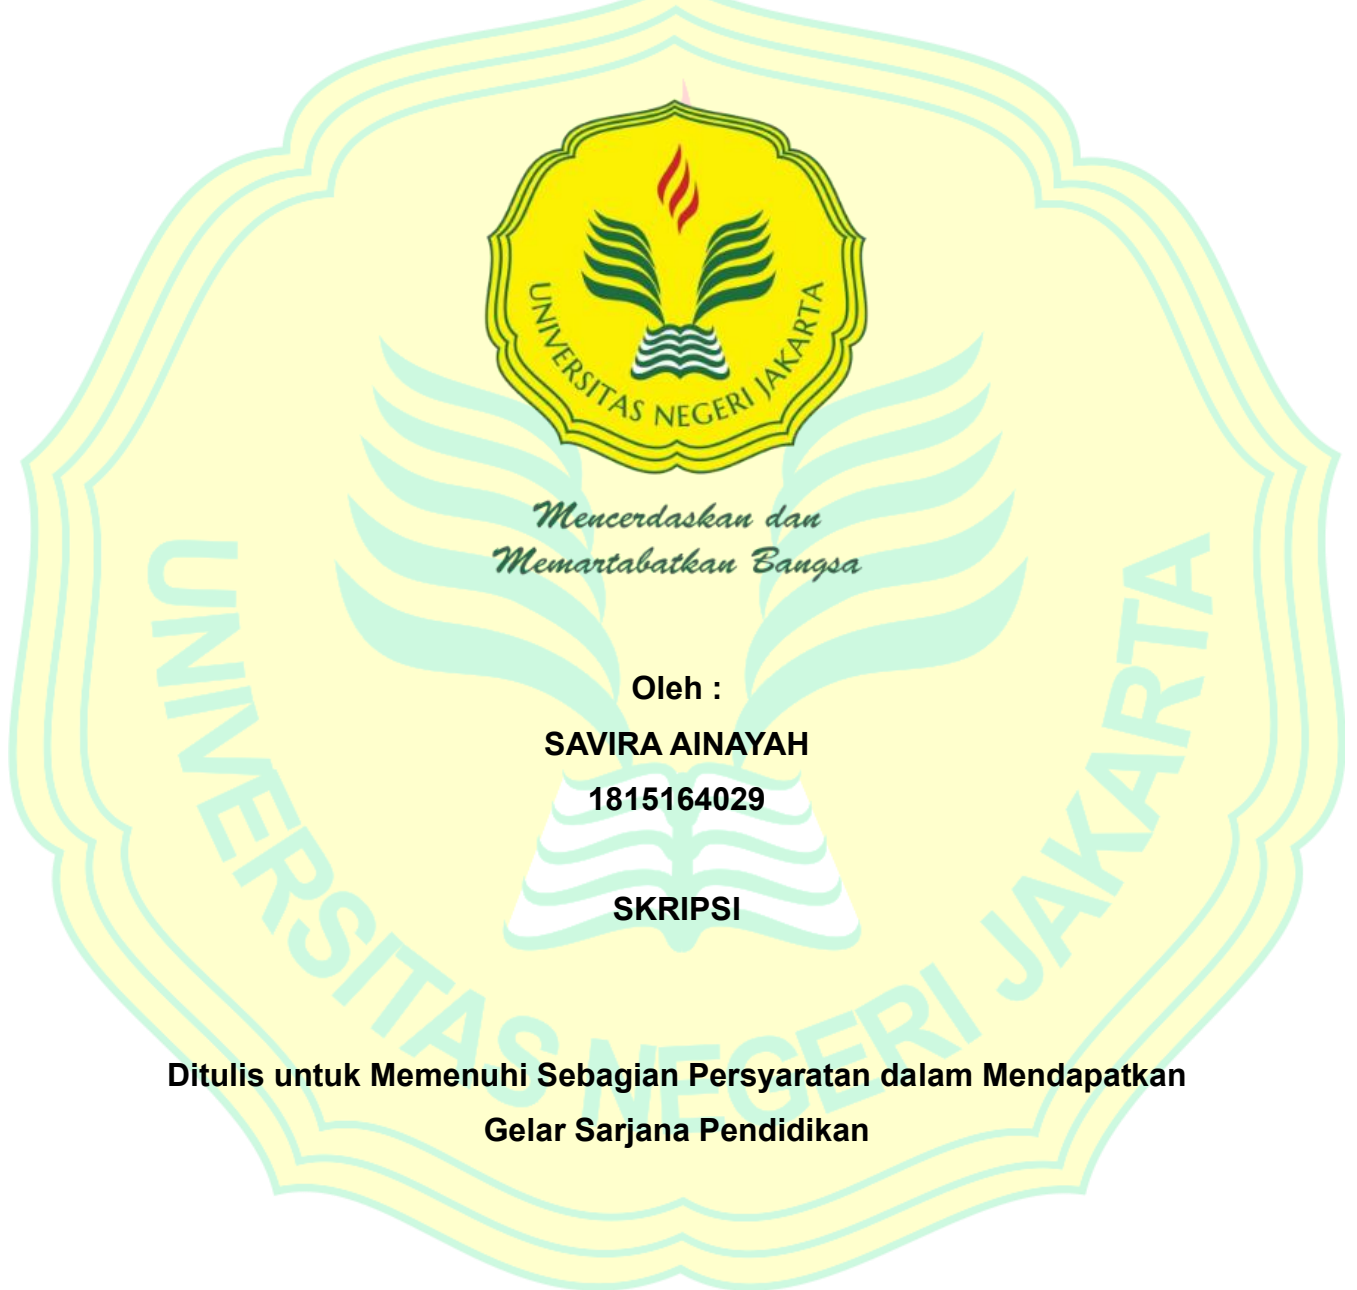 UNIVERSITAS NEGERI JAKARTA
Mencerdaskan dan
Memartabatkan Bangsa
Oleh :
SAVIRA AINAYAH
1815164029
SKRIPSI
Ditulis untuk Memenuhi Sebagian Persyaratan dalam Mendapatkan
Gelar Sarjana Pendidikan
UNIVERSITAS NEGERI JAKARTA